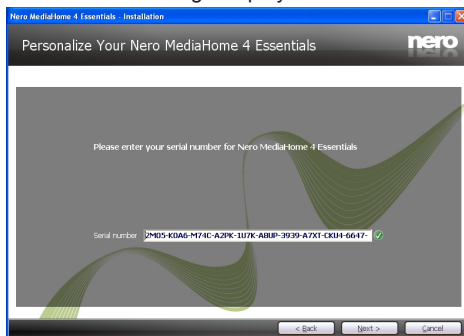 Nero MediaHome 4 Essentials - Installation
Personalize Your Nero MediaHome 4 Essentials
nero
Please enter your serial number for Nero MediaHome 4 Essentials
Serial number 2M05-K0A6-M74C-A2PK-1U7K-A8UP-3939-A7XT-CKU4-6647-
< Back Next > Cancel